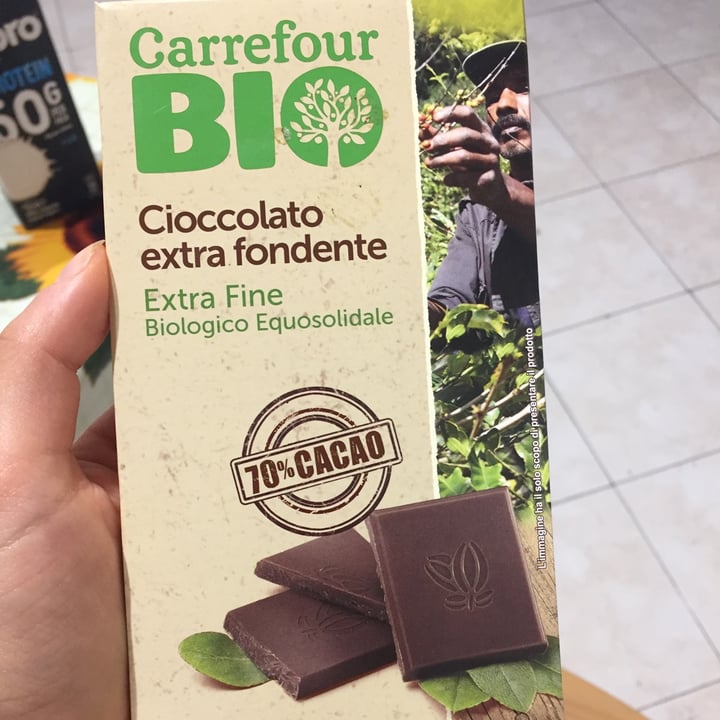 Carrefour
BIO
Cioccolato
extra fondente
Extra Fine
Biologico Equosolidale
70% CACAO
L'immagine ha il solo scopo di presentare il prodotto
oro
50G